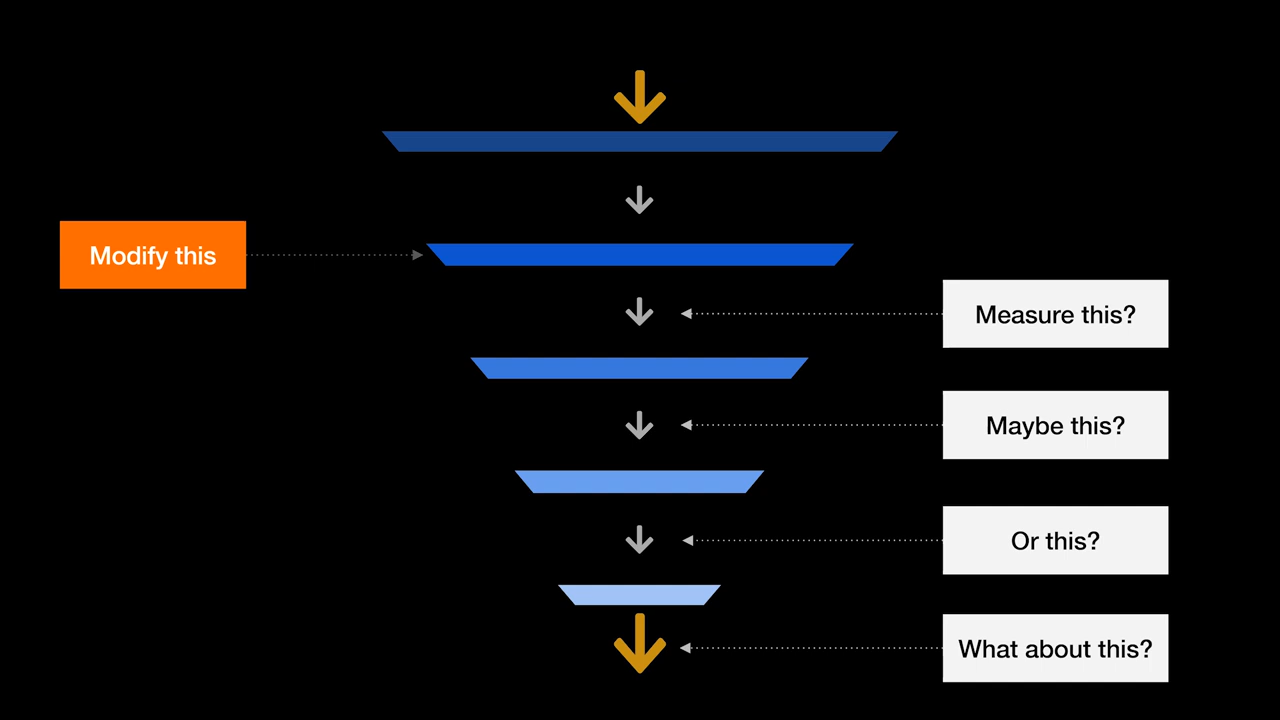 Modify this
Measure this?
Maybe this?
Or this?
What about this?